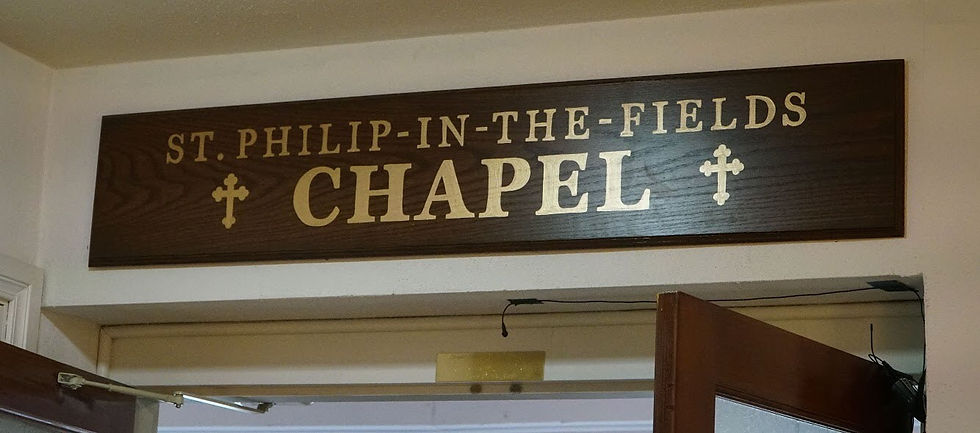 ST. PHILIP-IN-THE-FIELDS
CHAPEL